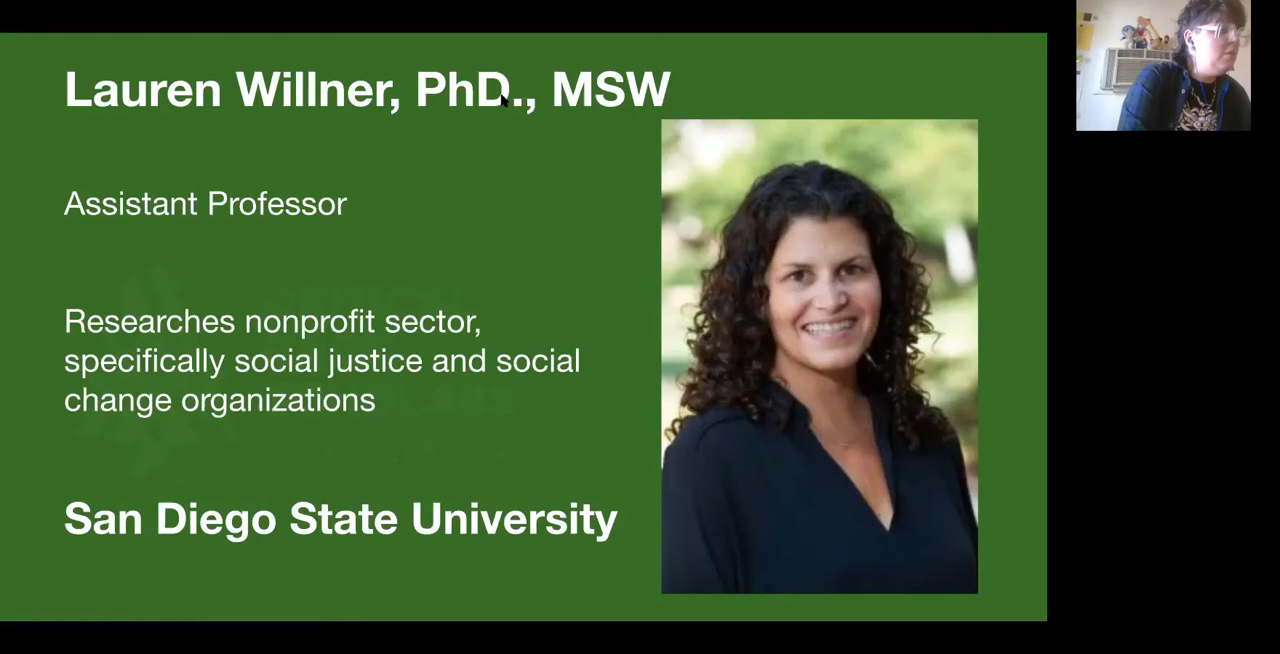 Lauren Willner, PhD., MSW
Assistant Professor
Researches nonprofit sector,
specifically social justice and social
change organizations
San Diego State University